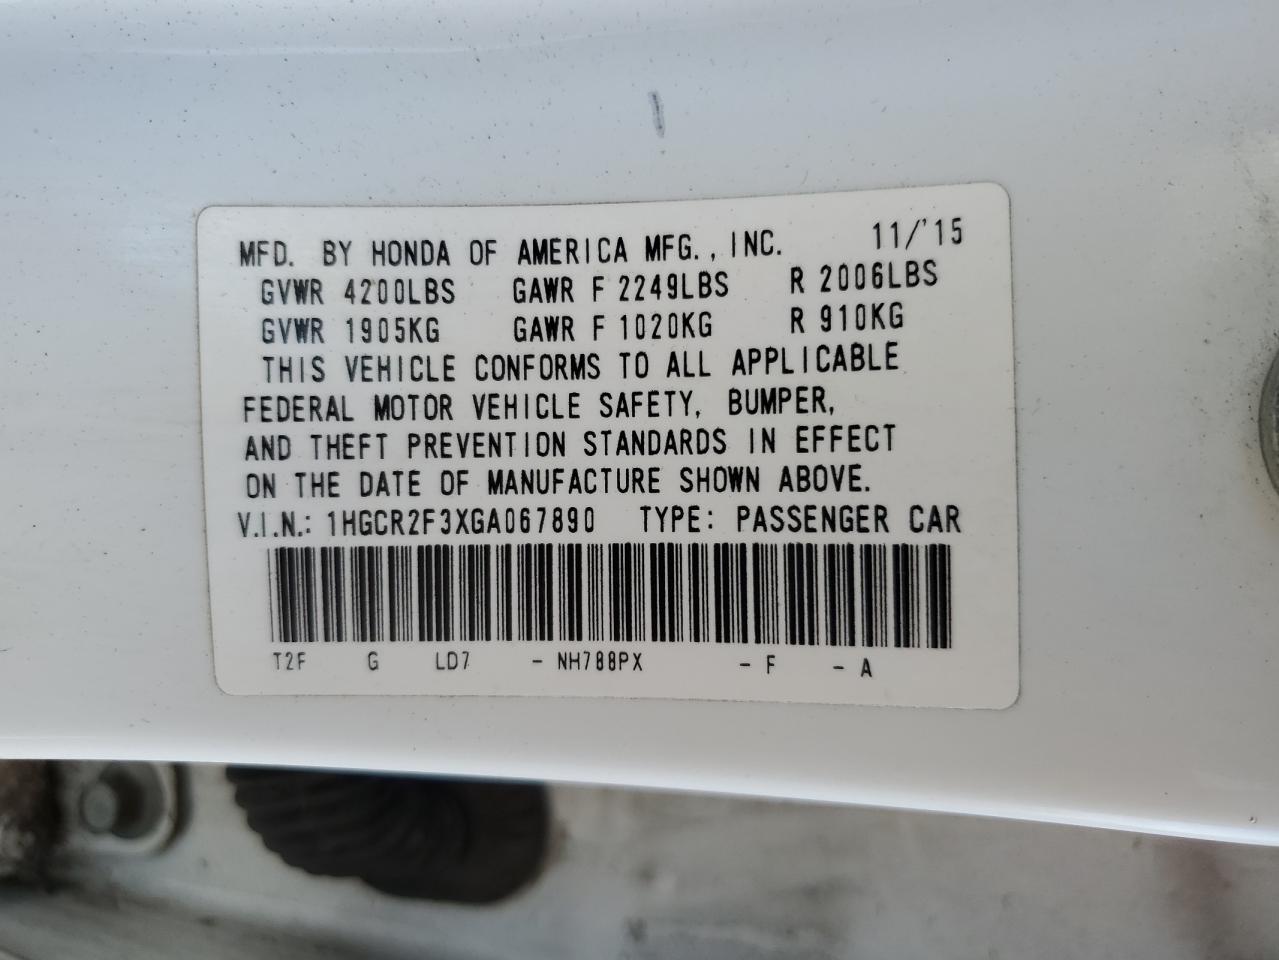 MFD. BY HONDA OF AMERICA MFG., INC. 11/'15
GVWR 4200LBS GAWR F 2249LBS R 2006LBS
GVWR 1905KG GAWR F 1020KG R 910KG
THIS VEHICLE CONFORMS TO ALL APPLICABLE
FEDERAL MOTOR VEHICLE SAFETY, BUMPER,
AND THEFT PREVENTION STANDARDS IN EFFECT
ON THE DATE OF MANUFACTURE SHOWN ABOVE.
V.I.N.: 1HGCR2F3XGA067890 TYPE: PASSENGER CAR
T2F G LD7 - NH788PX - F - A